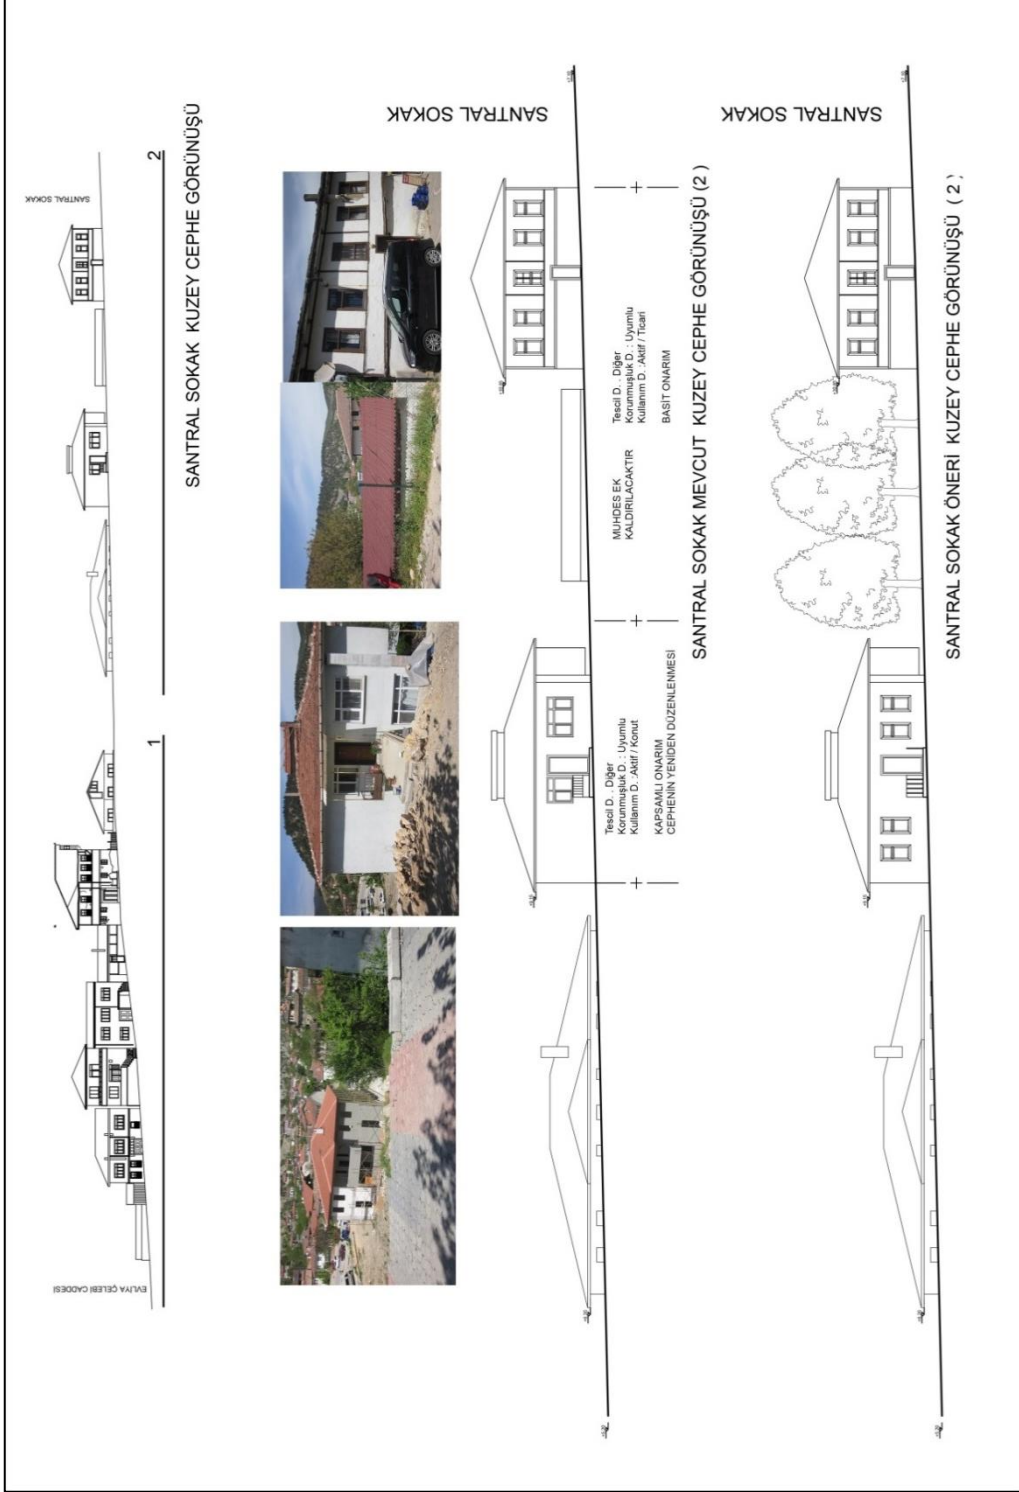 EVLİYA ÇELEBİ CADDESİ
SANTRAL SOKAK
1
2
SANTRAL SOKAK KUZEY CEPHE GÖRÜNÜŞÜ
SANTRAL SOKAK
Tescil D. . Diğer
Korunmuşluk D. : Uyumlu
Kullanım D. :Aktif / Konut
KAPSAMLI ONARIM
CEPHENİN YENİDEN DÜZENLENMESİ
MUHDES EK
KALDIRILACAKTIR
Tescil D. . Diğer
Korunmuşluk D. : Uyumlu
Kullanım D. :Aktif / Ticari
BASİT ONARIM
SANTRAL SOKAK MEVCUT KUZEY CEPHE GÖRÜNÜŞÜ (2 )
SANTRAL SOKAK
SANTRAL SOKAK ÖNERİ KUZEY CEPHE GÖRÜNÜŞÜ ( 2 )